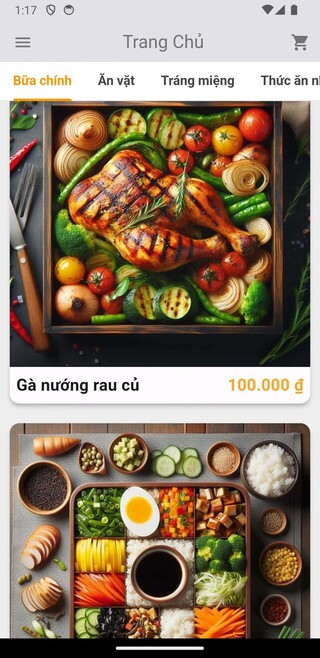 1:17
Trang Chủ
Bữa chính Ăn vặt Tráng miệng Thức ăn nh
Gà nướng rau củ 100.000 ₫